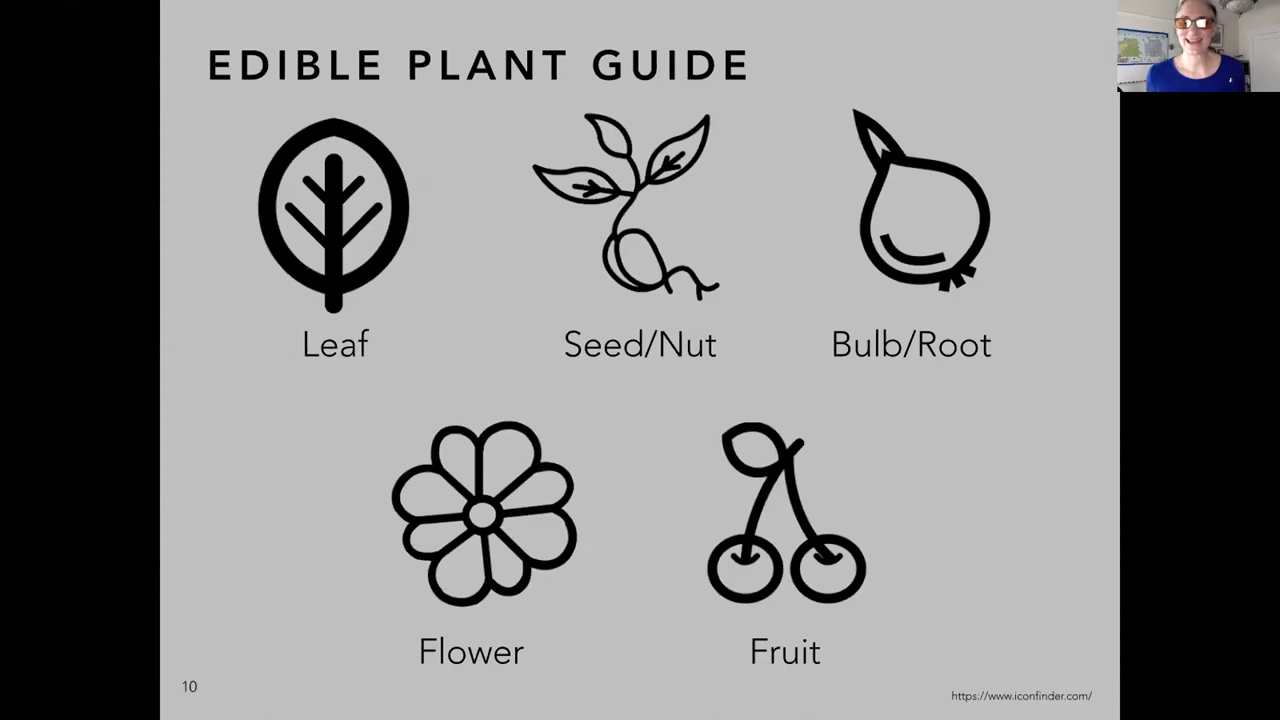 EDIBLE PLANT GUIDE
Leaf
Seed/Nut
Bulb/Root
Flower
Fruit
10
https://www.iconfinder.com/